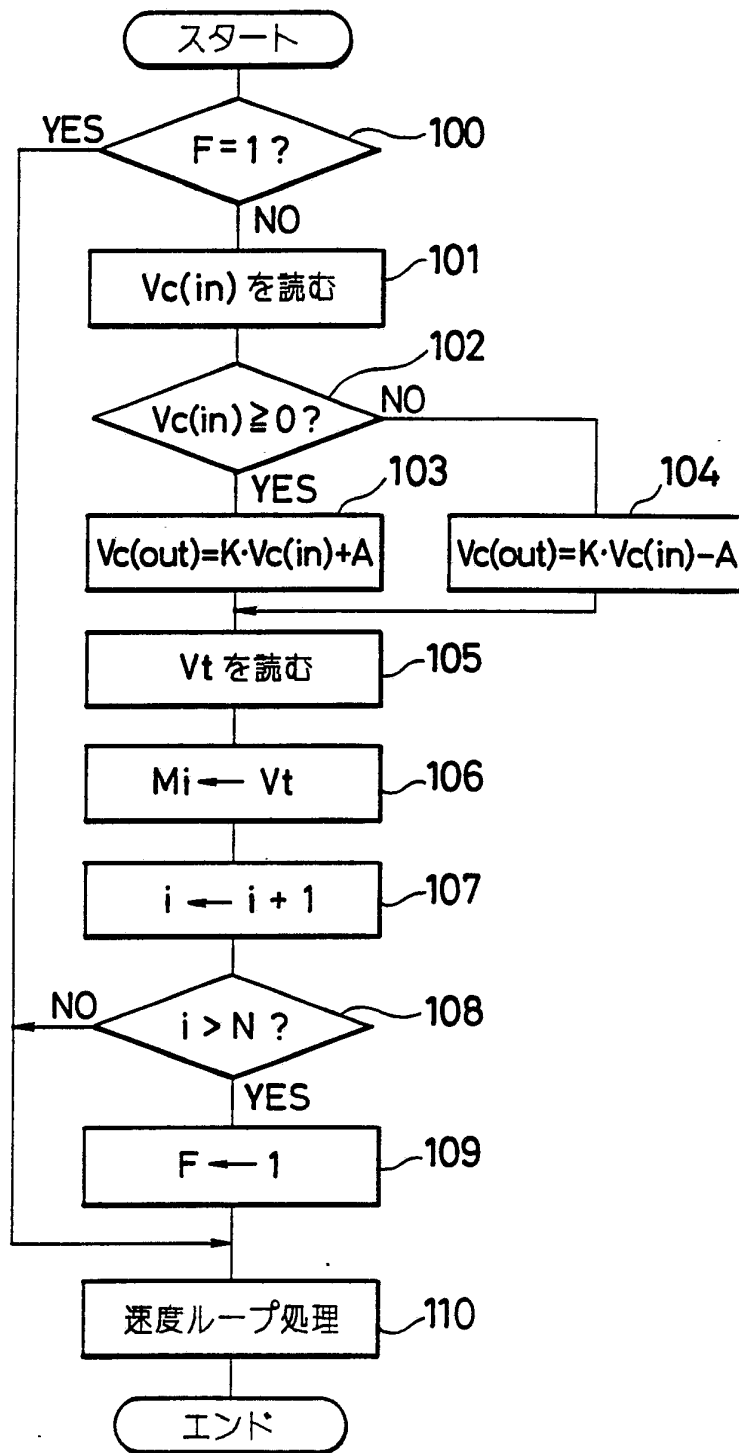 スタート
YES
F=1?
100
NO
101
Vc(in)を読む
102
Vc(in)≧0?
NO
YES
103
104
Vc(out)=K・Vc(in)+A
Vc(out)=K・Vc(in)-A
Vtを読む
105
Mi ← Vt
106
i ← i + 1
107
NO
i > N ?
108
YES
F ← 1
109
速度ループ処理
110
エンド